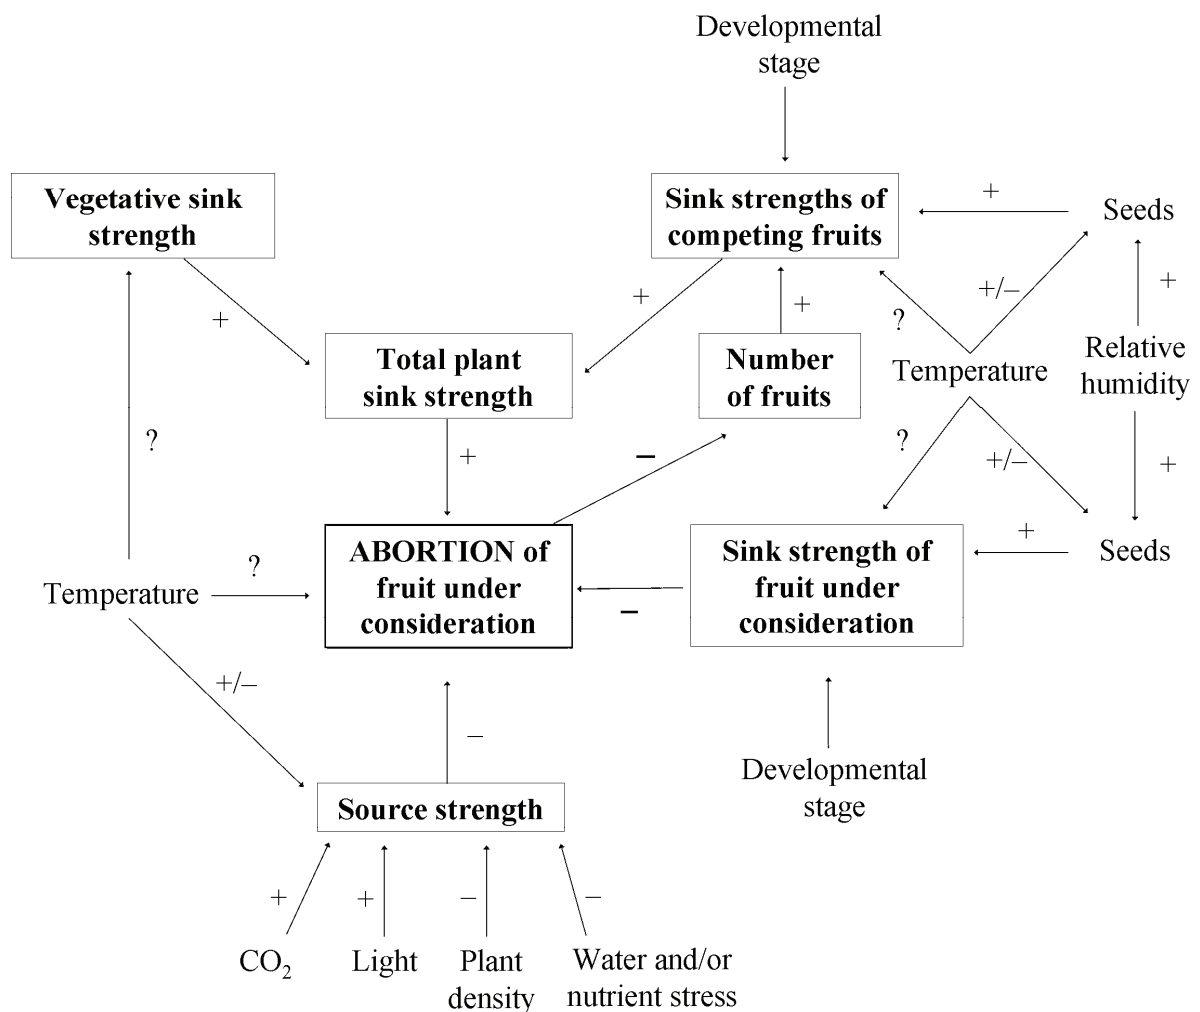 Developmental
stage
Vegetative sink
strength
Sink strengths of
competing fruits
+
Seeds
+
+
+/–
+
+
?
Total plant
sink strength
Number
of fruits
Temperature
Relative
humidity
?
+
–
?
+/–
+
ABORTION of
fruit under
consideration
Sink strength of
fruit under
consideration
+
Seeds
?
Temperature
–
+/–
–
Developmental
stage
Source strength
+
+
–
–
CO₂
Light
Plant
density
Water and/or
nutrient stress